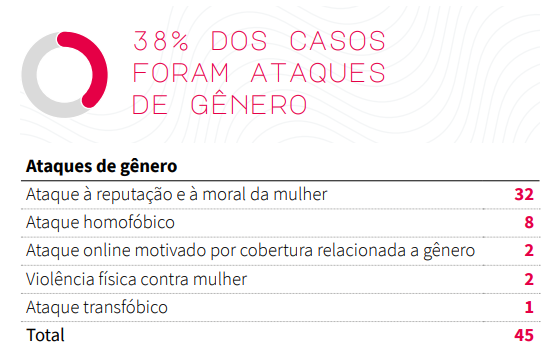 38% DOS CASOS
FORAM ATAQUES
DE GÊNERO
Ataques de gênero
Ataque à reputação e à moral da mulher 32
Ataque homofóbico 8
Ataque online motivado por cobertura relacionada a gênero 2
Violência física contra mulher 2
Ataque transfóbico 1
Total 45